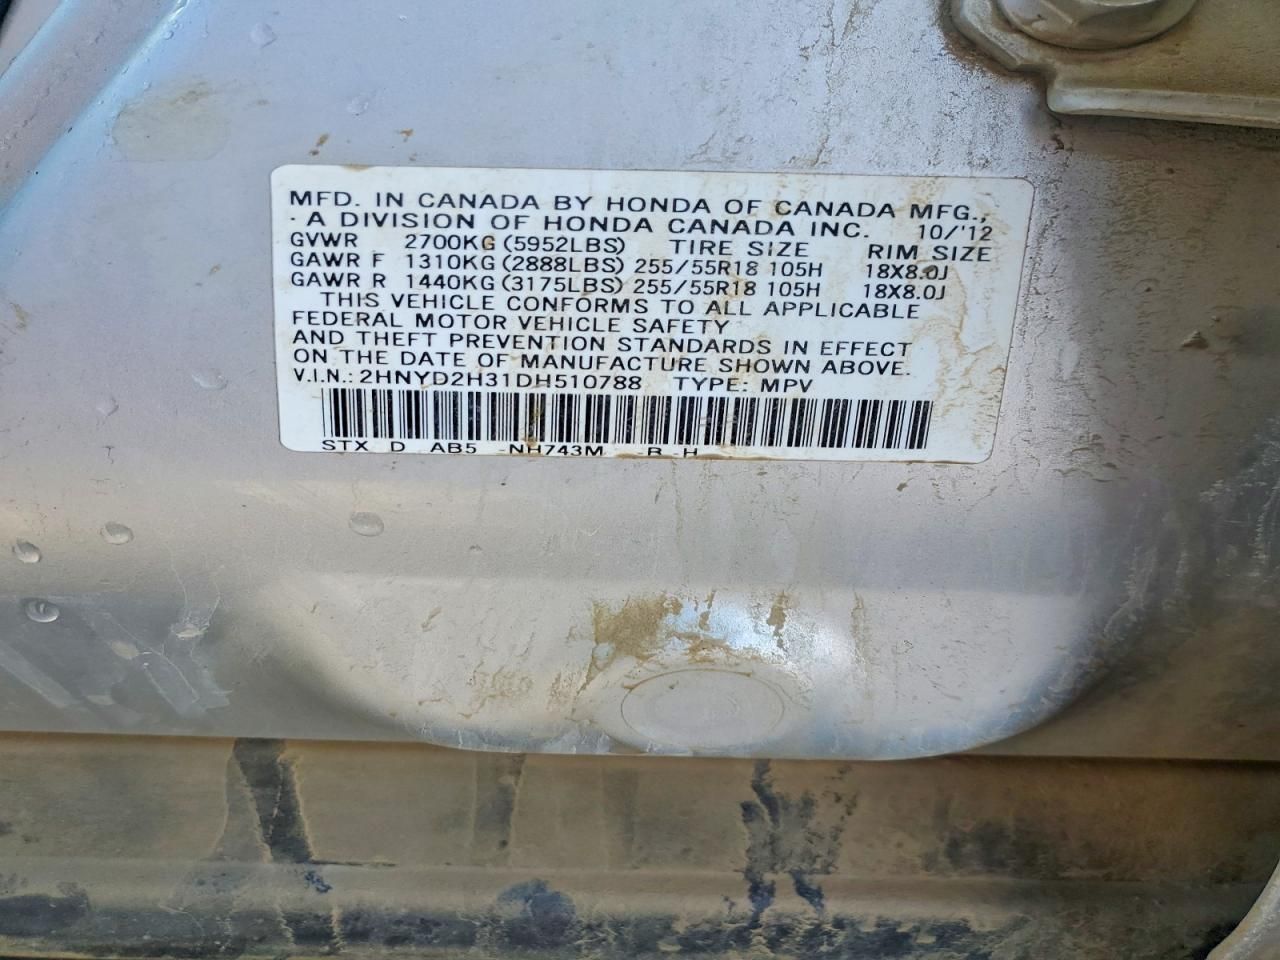 MFD. IN CANADA BY HONDA OF CANADA MFG.,
A DIVISION OF HONDA CANADA INC. 10/'12
GVWR 2700KG (5952LBS) TIRE SIZE RIM SIZE
GAWR F 1310KG (2888LBS) 255/55R18 105H 18X8.0J
GAWR R 1440KG (3175LBS) 255/55R18 105H 18X8.0J
THIS VEHICLE CONFORMS TO ALL APPLICABLE
FEDERAL MOTOR VEHICLE SAFETY
AND THEFT PREVENTION STANDARDS IN EFFECT
ON THE DATE OF MANUFACTURE SHOWN ABOVE.
V.I.N.: 2HNYD2H31DH510788 TYPE: MPV
STX D AB5 -NH743M -B -H